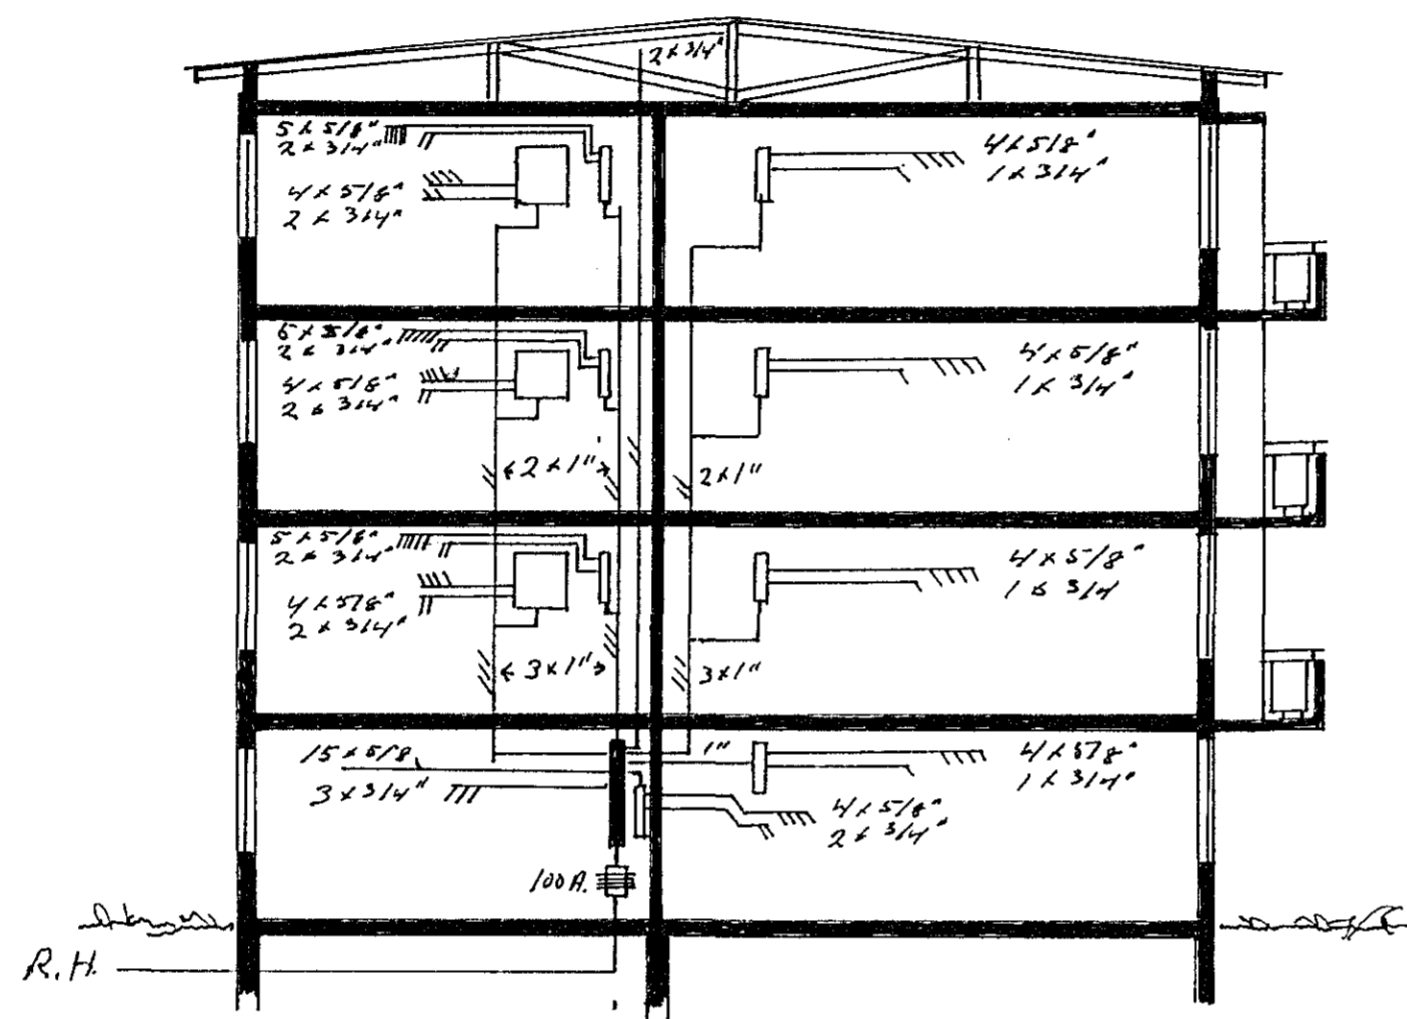 2 x 3/4"
5 x 5/8"
2 x 3/4"
4 x 5/8"
2 x 3/4"
4 x 5/8"
1 x 3/4"
5 x 5/8"
2 x 3/4"
4 x 5/8"
2 x 3/4"
4 x 5/8"
1 x 3/4"
2 x 1"
2 x 1"
5 x 5/8"
2 x 3/4"
4 x 5/8"
2 x 3/4"
4 x 5/8"
1 x 3/4
3 x 1"
3 x 1"
15 x 5/8
3 x 3/4"
1"
4 x 5/8"
1 x 3/4"
4 x 5/8"
2 x 3/4"
100A.
R.H.